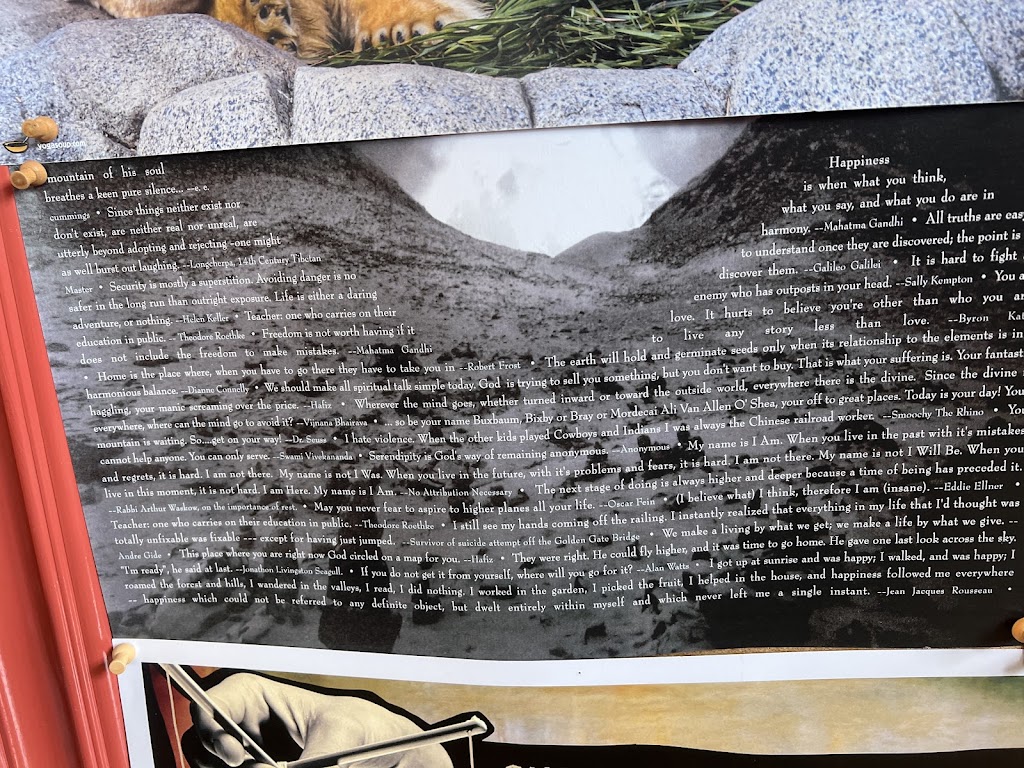 yogasoup.com
mountain of his soul
breathes a keen pure silence... --e. e.
cummings • Since things neither exist nor
don't exist, are neither real nor unreal, are
utterly beyond adopting and rejecting -one might
as well burst out laughing. --Longcherpa, 14th Century Tibetan
Master • Security is mostly a superstition. Avoiding danger is no
safer in the long run than outright exposure. Life is either a daring
adventure, or nothing. --Helen Keller • Teacher: one who carries on their
education in public. -- Theodore Roethke • Freedom is not worth having if it
does not include the freedom to make mistakes. --Mahatma Gandhi
Happiness
is when what you think,
what you say, and what you do are in
harmony. --Mahatma Gandhi • All truths are easy
to understand once they are discovered; the point is
discover them. --Galileo Galilei • It is hard to fight
enemy who has outposts in your head. --Sally Kempton • You
love. It hurts to believe you're other than who you
to live any story less than love. --Byron
• Home is the place where, when you have to go there they have to take you in --Robert Frost • The earth will hold and germinate seeds only when its relationship to the elements is in
harmonious balance. --Dianne Connelly • We should make all spiritual talk simple today. God is trying to sell you something, but you don't want to buy. That is what your suffering is. Your
haggling, your manic screaming over the price. --Hafiz • Wherever the mind goes, whether turned inward or toward the outside world, everywhere there is the divine. Since the divine
everywhere, where can the mind go to avoid it? --Vijnana Bhairava • ... so be your name Buxbaum, Bixby or Bray or Mordecai Ali Van Allen O' Shea, your off to great places. Today is your day! You
mountain is waiting. So....get on your way! --Dr. Seuss • I hate violence. When the other kids played Cowboys and Indians I was always the Chinese railroad worker. --Smoochy The Rhino •
cannot help anyone. You can only serve. --Swami Vivekananda • Serenity is God's way of remaining anonymous. --Anonymous • My name is I Am. When you live in the past with it's mistakes
and regrets, it is hard. I am not there. My name is not I Was. When you live in the future, with it's problems and fears, it is hard. I am not there. My name is not I Will Be. When you
live in this moment, it is not hard. I am Here. My name is I Am. --No Attribution Necessary • The next stage of doing is always higher and deeper because a time of being has preceded it.
--Rabbi Arthur Waskow, on the importance of rest. • May you never fear to aspire to higher planes all your life. --Oscar Fein • (I believe what) I think, therefore I am (insane). --Eddie Ellner •
Teacher: one who carries on their education in public. --Theodore Roethke • I still see my hands coming off the railing. I instantly realized that everything in my life that I'd thought was
totally unfixable was fixable --- except for having just jumped. --Survivor of suicide attempt off the Golden Gate Bridge • We make a living by what we get; we make a life by what we give. --
Andre Gide • This place where you are right now God circled on a map for you. --Hafiz • They were right. He could fly higher, and it was time to go home. He gave one last look across the sky.
"I'm ready", he said at last. --Jonathon Livingston Seagull. • If you do not get it from yourself, where will you go for it? --Alan Watts • I got up at sunrise and was happy; I walked, and was happy; I
roamed the forest and hills, I wandered in the valleys, I read, I did nothing. I worked in the garden, I picked the fruit, I helped in the house, and happiness followed me everywhere
-- happiness which could not be referred to any definite object, but dwelt entirely within myself and which never left me a single instant. --Jean Jacques Rousseau •